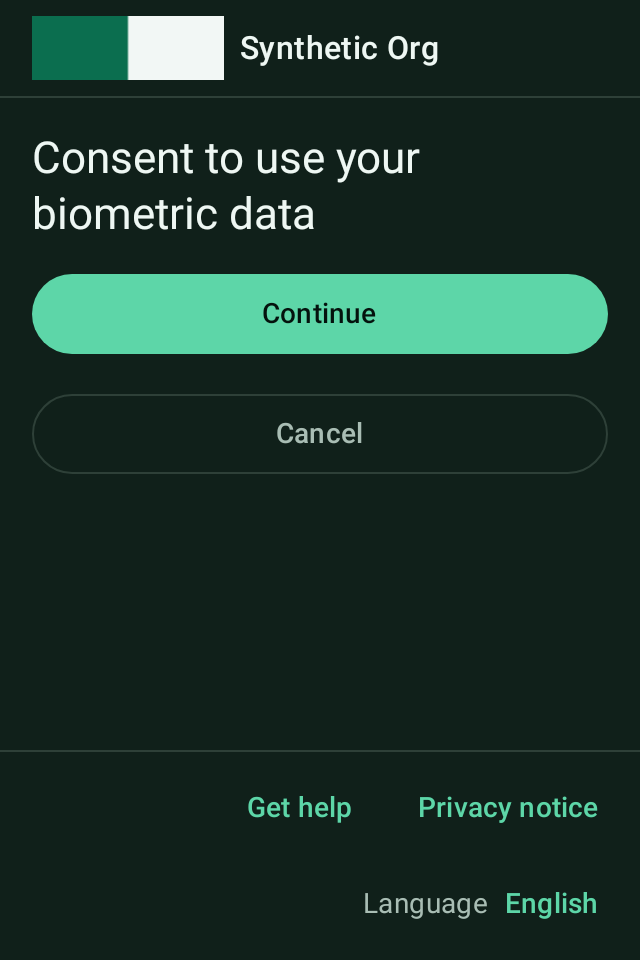 Synthetic Org
Consent to use your
biometric data
Continue
Cancel
Get help Privacy notice
Language English